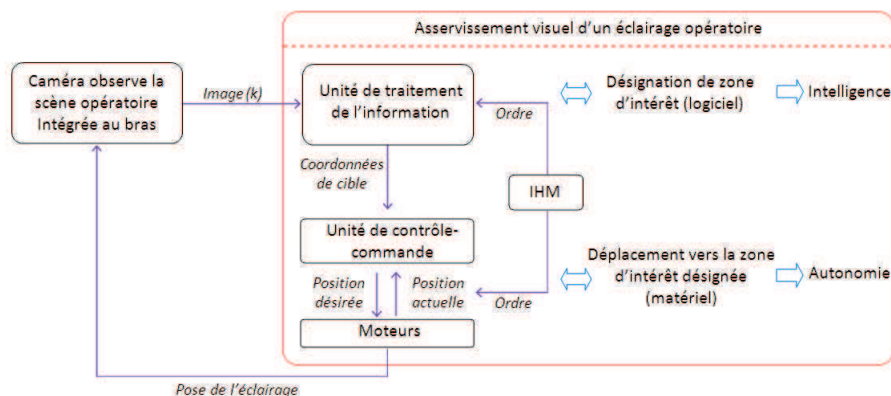 Asservissement visuel d'un éclairage opératoire
Caméra observe la
scène opératoire
Intégrée au bras
Image (k)
Unité de traitement
de l'information
Ordre
Désignation de zone
d'intérêt (logiciel)
Intelligence
Coordonnées
de cible
IHM
Unité de contrôle-
commande
Déplacement vers la zone
d'intérêt désignée
(matériel)
Autonomie
Position
désirée
Position
actuelle
Ordre
Moteurs
Pose de l'éclairage